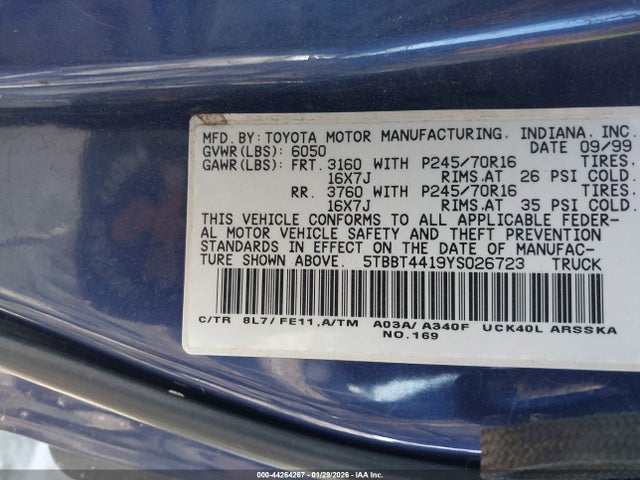 MFD. BY: TOYOTA MOTOR MANUFACTURING, INDIANA, INC.
GVWR(LBS): 6050 DATE 09/99
GAWR(LBS): FRT. 3160 WITH P245/70R16 TIRES.
16X7J RIMS.AT 26 PSI COLD.
RR. 3760 WITH P245/70R16 TIRES.
16X7J RIMS.AT 35 PSI COLD.
THIS VEHICLE CONFORMS TO ALL APPLICABLE FEDER-
AL MOTOR VEHICLE SAFETY AND THEFT PREVENTION
STANDARDS IN EFFECT ON THE DATE OF MANUFAC-
TURE SHOWN ABOVE. 5TBBT4419YS026723 TRUCK
C/TR 8L7/ FE11,A/TM A03A/ A340F UCK40L ARSSKA
NO.169
000-44264267 - 01/29/2026 - IAA Inc.